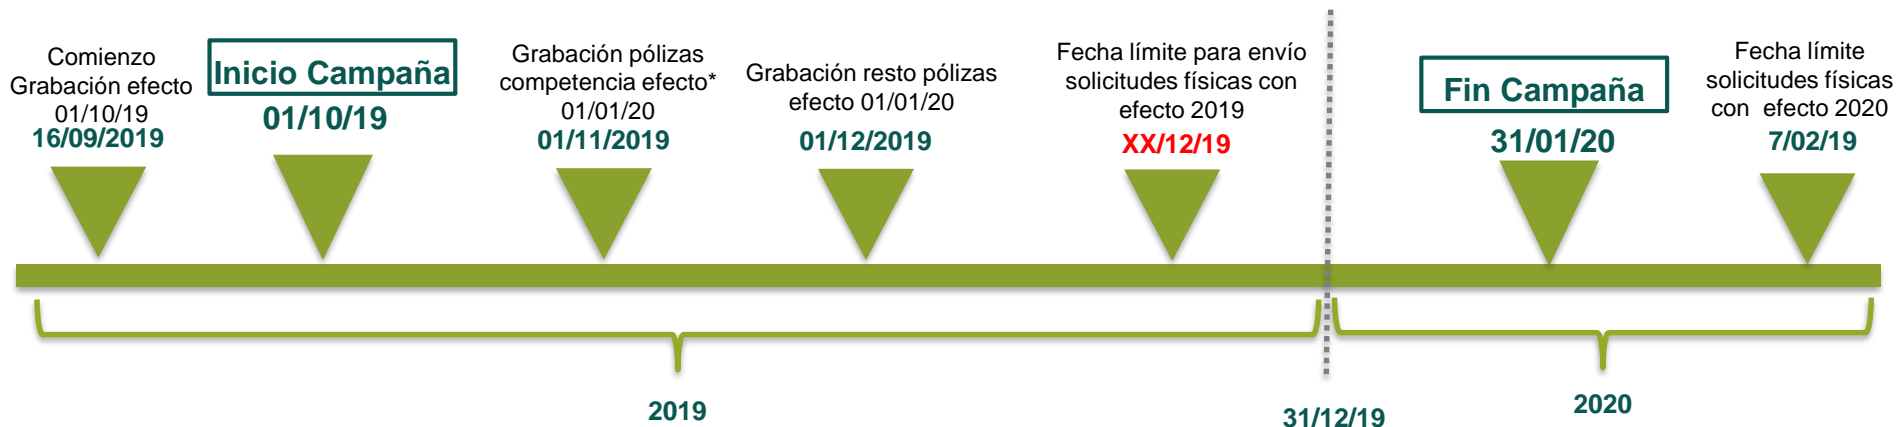 Comienzo
Grabación efecto
01/10/19
16/09/2019
Inicio Campaña
01/10/19
Grabación pólizas
competencia efecto*
01/01/20
01/11/2019
Grabación resto pólizas
efecto 01/01/20
01/12/2019
Fecha límite para envío
solicitudes físicas con
efecto 2019
XX/12/19
Fin Campaña
31/01/20
Fecha límite
solicitudes físicas
con efecto 2020
7/02/19
2019
31/12/19
2020